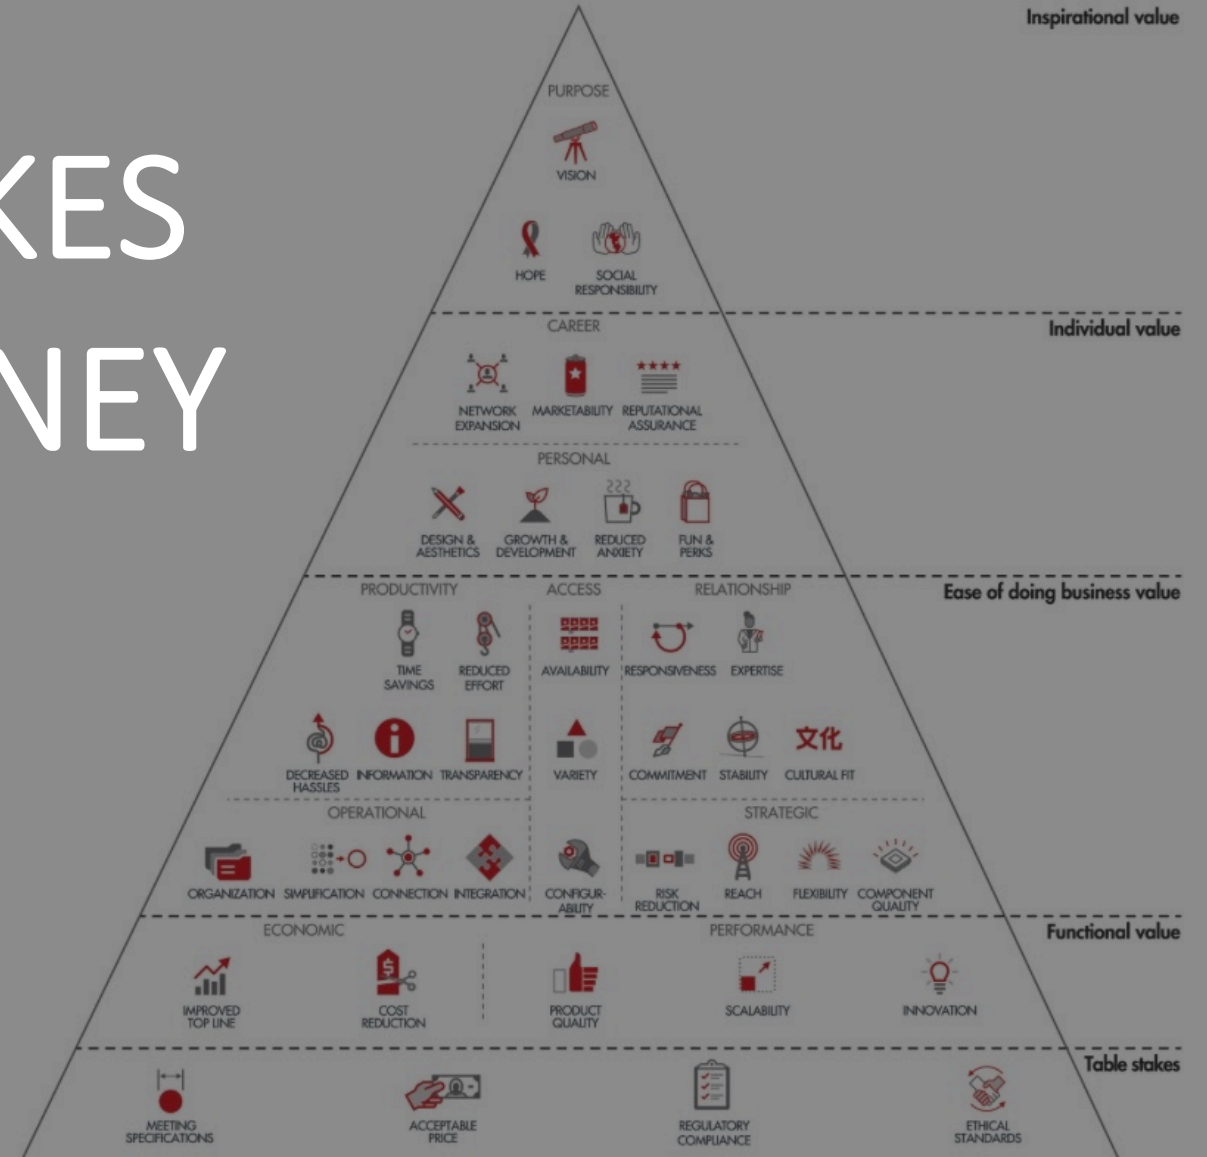 KES
NEY
Inspirational value
PURPOSE
VISION
HOPE
SOCIAL
RESPONSIBILITY
Individual value
CAREER
NETWORK
EXPANSION
MARKETABILITY
REPUTATIONAL
ASSURANCE
PERSONAL
DESIGN &
AESTHETICS
GROWTH &
DEVELOPMENT
REDUCED
ANXIETY
FUN &
PERKS
Ease of doing business value
PRODUCTIVITY
ACCESS
RELATIONSHIP
TIME
SAVINGS
REDUCED
EFFORT
AVAILABILITY
RESPONSIVENESS
EXPERTISE
文化
DECREASED
HASSLES
INFORMATION
TRANSPARENCY
VARIETY
COMMITMENT
STABILITY
CULTURAL FIT
OPERATIONAL
STRATEGIC
ORGANIZATION
SIMPLIFICATION
CONNECTION
INTEGRATION
CONFIGUR-
ABILITY
RISK
REDUCTION
REACH
FLEXIBILITY
COMPONENT
QUALITY
Functional value
ECONOMIC
PERFORMANCE
$
IMPROVED
TOP LINE
COST
REDUCTION
PRODUCT
QUALITY
SCALABILITY
INNOVATION
Table stakes
MEETING
SPECIFICATIONS
ACCEPTABLE
PRICE
REGULATORY
COMPLIANCE
ETHICAL
STANDARDS